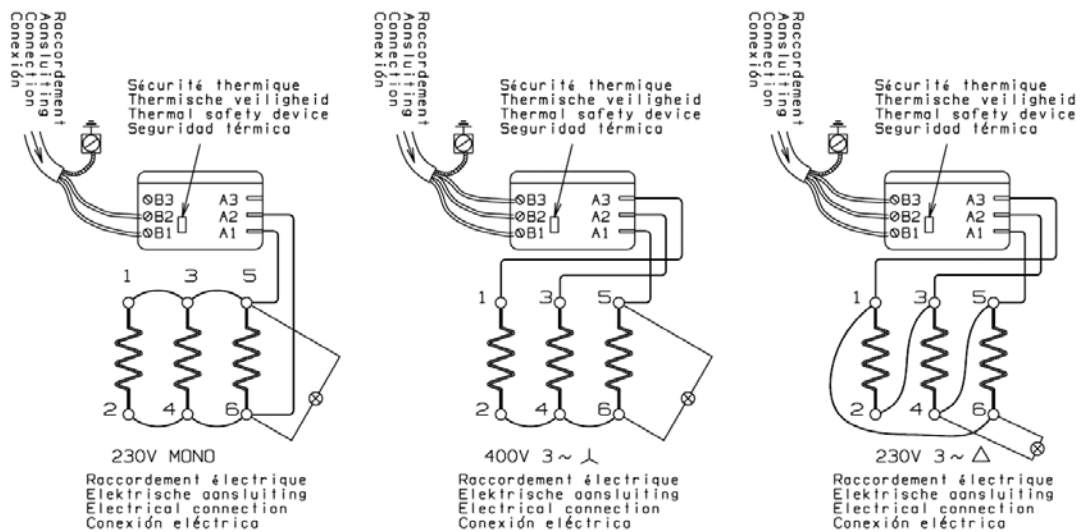 Raccordement
Aansluiting
Connection
Conexión
Sécurité thermique
Thermische veiligheid
Thermal safety device
Seguridad térmica
B3 A3
B2 A2
B1 A1
1 3 5
2 4 6
230V MONO
Raccordement électrique
Elektrische aansluiting
Electrical connection
Conexión eléctrica
Raccordement
Aansluiting
Connection
Conexión
Sécurité thermique
Thermische veiligheid
Thermal safety device
Seguridad térmica
B3 A3
B2 A2
B1 A1
1 3 5
2 4 6
400V 3~
Raccordement électrique
Elektrische aansluiting
Electrical connection
Conexión eléctrica
Raccordement
Aansluiting
Connection
Conexión
Sécurité thermique
Thermische veiligheid
Thermal safety device
Seguridad térmica
B3 A3
B2 A2
B1 A1
1 3 5
2 4 6
230V 3~ △
Raccordement électrique
Elektrische aansluiting
Electrical connection
Conexión eléctrica